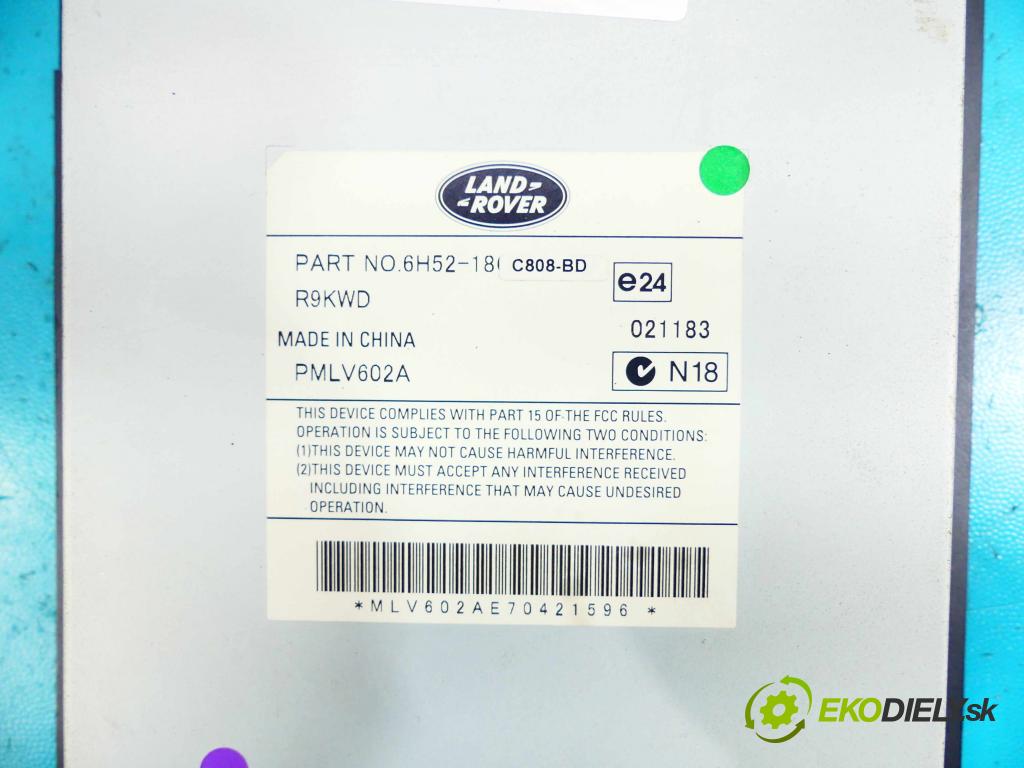 LAND-
-ROVER
PART NO.6H52-18 C808-BD
e24
R9KWD
021183
MADE IN CHINA
N18
PMLV602A
THIS DEVICE COMPLIES WITH PART 15 OF THE FCC RULES.
OPERATION IS SUBJECT TO THE FOLLOWING TWO CONDITIONS:
(1)THIS DEVICE MAY NOT CAUSE HARMFUL INTERFERENCE.
(2)THIS DEVICE MUST ACCEPT ANY INTERFERENCE RECEIVED
INCLUDING INTERFERENCE THAT MAY CAUSE UNDESIRED
OPERATION.
*MLV602AE70421596*
EKODIELY.sk